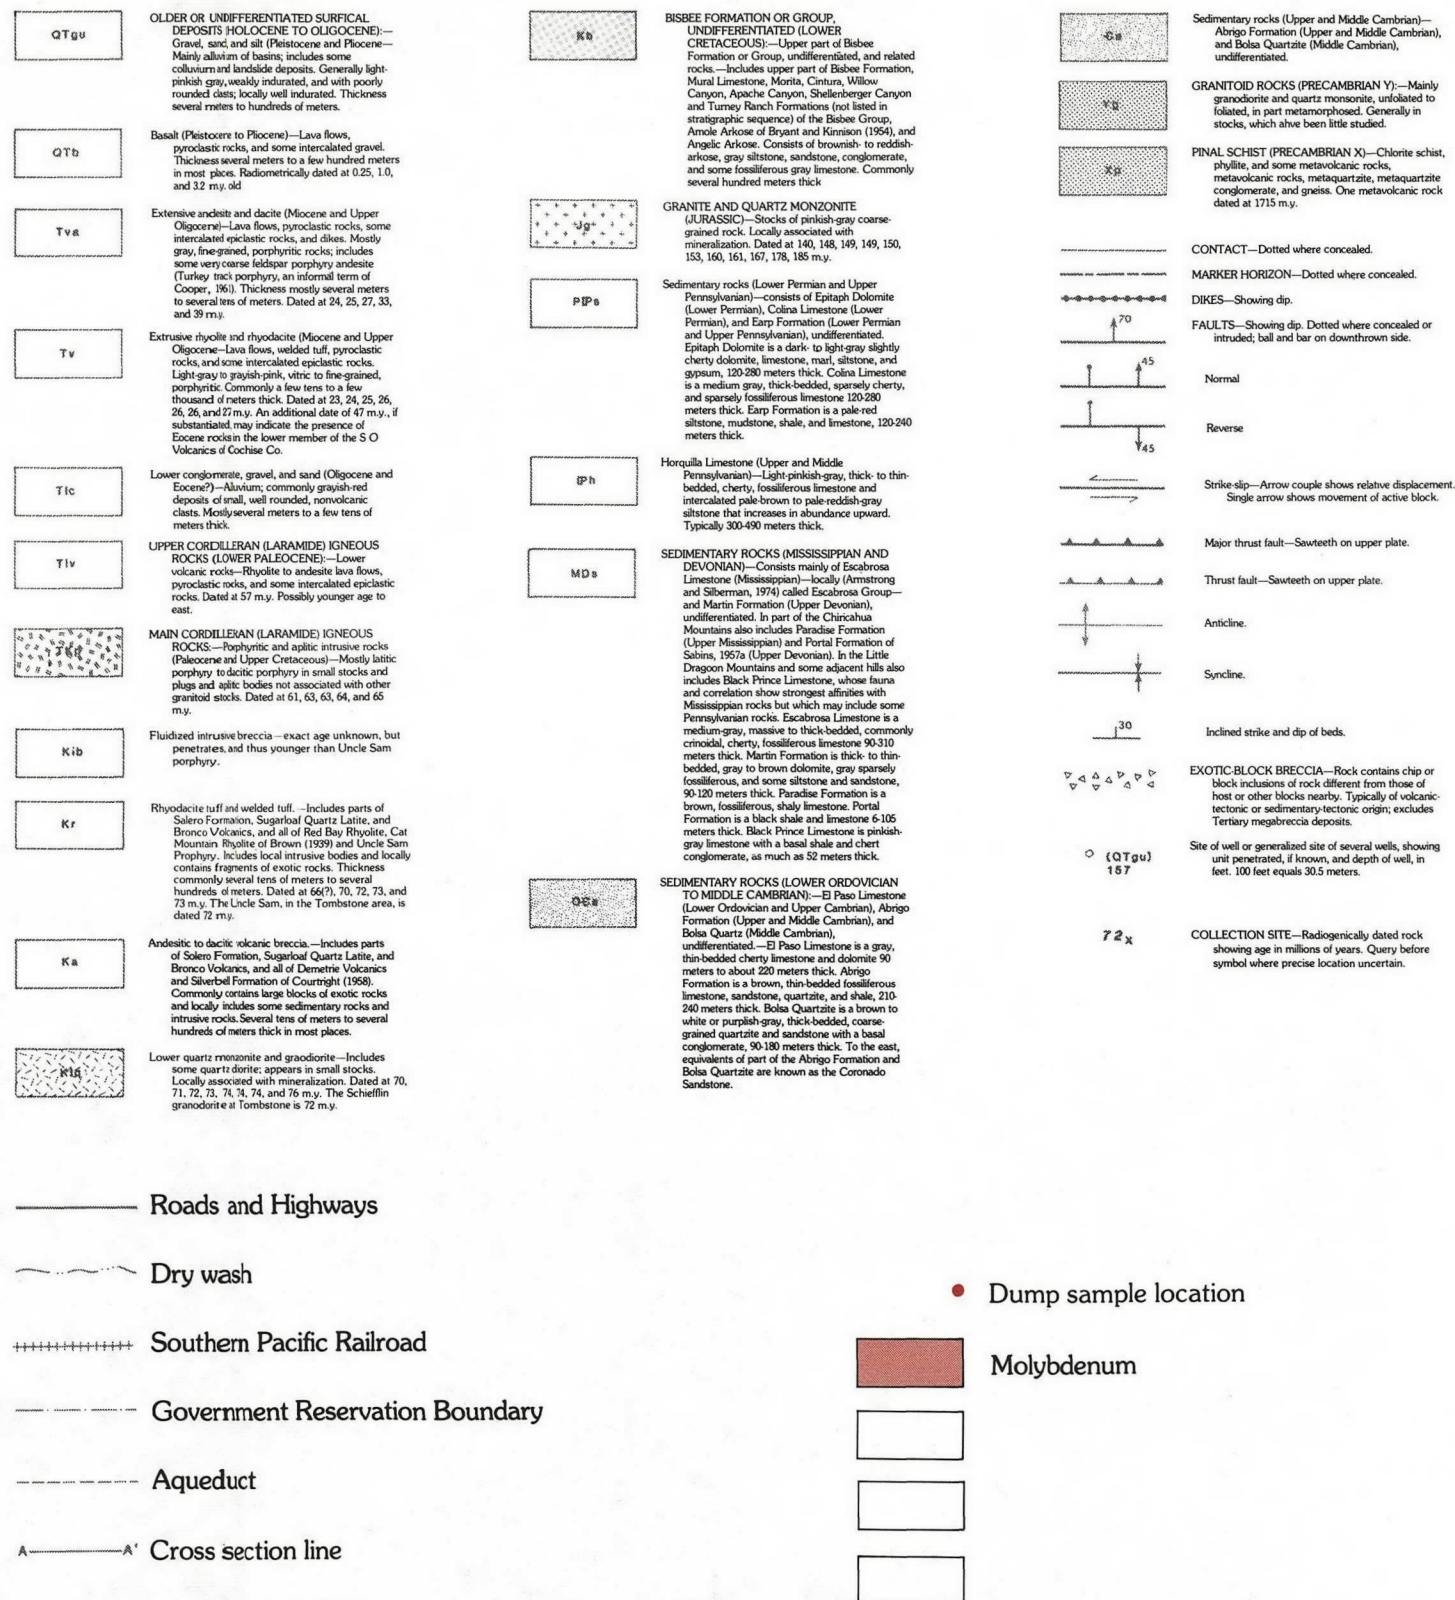 QTgu
OLDER OR UNDIFFERENTIATED SURFICAL
DEPOSITS (HOLOCENE TO OLIGOCENE):—
Gravel, sand, and silt (Pleistocene and Pliocene—
Mainly alluvium of basins; includes some
colluvium and landslide deposits. Generally light-
pinkish gray, weakly indurated, and with poorly
rounded clasts; locally well indurated. Thickness
several meters to hundreds of meters.
QTb
Basalt (Pleistocene to Pliocene)—Lava flows,
pyroclastic rocks, and some intercalated gravel.
Thickness several meters to a few hundred meters
in most places. Radiometrically dated at 0.25, 1.0,
and 3.2 m.y. old
Tva
Extensive andesite and dacite (Miocene and Upper
Oligocene)—Lava flows, pyroclastic rocks, some
intercalated epiclastic rocks, and dikes. Mostly
gray, fine-grained, porphyritic rocks; includes
some very coarse feldspar porphyry andesite
(Turkey track porphyry, an informal term of
Cooper, 1961). Thickness mostly several meters
to several tens of meters. Dated at 24, 25, 27, 33,
and 39 m.y.
Tv
Extrusive rhyolite and rhyodacite (Miocene and Upper
Oligocene—Lava flows, welded tuff, pyroclastic
rocks, and some intercalated epiclastic rocks.
Light-gray to grayish-pink, vitric to fine-grained,
porphyritic. Commonly a few tens to a few
thousand of meters thick. Dated at 23, 24, 25, 26,
26, 26, and 27 m.y. An additional date of 47 m.y., if
substantiated, may indicate the presence of
Eocene rocks in the lower member of the S O
Volcanics of Cochise Co.
Tlc
Lower conglomerate, gravel, and sand (Oligocene and
Eocene?)—Aluvium; commonly grayish-red
deposits of small, well rounded, nonvolcanic
clasts. Mostly several meters to a few tens of
meters thick.
Tlv
UPPER CORDILLERAN (LARAMIDE) IGNEOUS
ROCKS (LOWER PALEOCENE):—Lower
volcanic rocks—Rhyolite to andesite lava flows,
pyroclastic rocks, and some intercalated epiclastic
rocks. Dated at 57 m.y. Possibly younger age to
east.
MAIN CORDILLERAN (LARAMIDE) IGNEOUS
ROCKS:—Porphyritic and aplitic intrusive rocks
(Paleocene and Upper Cretaceous)—Mostly latitic
porphyry to dacitic porphyry in small stocks and
plugs and aplitic bodies not associated with other
granitoid stocks. Dated at 61, 63, 63, 64, and 65
m.y.
Kib
Fluidized intrusive breccia—exact age unknown, but
penetrates, and thus younger than Uncle Sam
porphyry.
Kr
Rhyodacite tuff and welded tuff.—Includes parts of
Salero Formation, Sugarloaf Quartz Latite, and
Bronco Volcanics, and all of Red Bay Rhyolite, Cat
Mountain Rhyolite of Brown (1939) and Uncle Sam
Prophyry. Includes local intrusive bodies and locally
contains fragments of exotic rocks. Thickness
commonly several tens of meters to several
hundreds of meters. Dated at 66(?), 70, 72, 73, and
73 m.y. The Uncle Sam, in the Tombstone area, is
dated 72 m.y.
Ka
Andesitic to dacitic volcanic breccia.—Includes parts
of Solero Formation, Sugarloaf Quartz Latite, and
Bronco Volcanics, and all of Demetrie Volcanics
and Silverbell Formation of Courtright (1958).
Commonly contains large blocks of exotic rocks
and locally includes some sedimentary rocks and
intrusive rocks. Several tens of meters to several
hundreds of meters thick in most places.
Klg
Lower quartz monzonite and graodiorite—Includes
some quartz diorite; appears in small stocks.
Locally associated with mineralization. Dated at 70,
71, 72, 73, 74, 74, 74, and 76 m.y. The Schiefflin
granodorite at Tombstone is 72 m.y.
Kb
BISBEE FORMATION OR GROUP,
UNDIFFERENTIATED (LOWER
CRETACEOUS):—Upper part of Bisbee
Formation or Group, undifferentiated, and related
rocks.—Includes upper part of Bisbee Formation,
Mural Limestone, Morita, Cintura, Willow
Canyon, Apache Canyon, Shellenberger Canyon
and Turney Ranch Formations (not listed in
stratigraphic sequence) of the Bisbee Group,
Amole Arkose of Bryant and Kinnison (1954), and
Angelic Arkose. Consists of brownish- to reddish-
arkose, gray siltstone, sandstone, conglomerate,
and some fossiliferous gray limestone. Commonly
several hundred meters thick
Jg
GRANITE AND QUARTZ MONZONITE
(JURASSIC)—Stocks of pinkish-gray coarse-
grained rock. Locally associated with
mineralization. Dated at 140, 148, 149, 149, 150,
153, 160, 161, 167, 178, 185 m.y.
PIPs
Sedimentary rocks (Lower Permian and Upper
Pennsylvanian)—consists of Epitaph Dolomite
(Lower Permian), Colina Limestone (Lower
Permian), and Earp Formation (Lower Permian
and Upper Pennsylvanian), undifferentiated.
Epitaph Dolomite is a dark- to light-gray slightly
cherty dolomite, limestone, marl, siltstone, and
gypsum, 120-280 meters thick. Colina Limestone
is a medium gray, thick-bedded, sparsely cherty,
and sparsely fossiliferous limestone 120-280
meters thick. Earp Formation is a pale-red
siltstone, mudstone, shale, and limestone, 120-240
meters thick.
IPh
Horquilla Limestone (Upper and Middle
Pennsylvanian)—Light-pinkish-gray, thick- to thin-
bedded, cherty, fossiliferous limestone and
intercalated pale-brown to pale-reddish-gray
siltstone that increases in abundance upward.
Typically 300-490 meters thick.
MDs
SEDIMENTARY ROCKS (MISSISSIPPIAN AND
DEVONIAN)—Consists mainly of Escabrosa
Limestone (Mississippian)—locally (Armstrong
and Silberman, 1974) called Escabrosa Group—
and Martin Formation (Upper Devonian),
undifferentiated. In part of the Chiricahua
Mountains also includes Paradise Formation
(Upper Mississippian) and Portal Formation of
Sabins, 1957a (Upper Devonian). In the Little
Dragoon Mountains and some adjacent hills also
includes Black Prince Limestone, whose fauna
and correlation show strongest affinities with
Mississippian rocks but which may include some
Pennsylvanian rocks. Escabrosa Limestone is a
medium-gray, massive to thick-bedded, commonly
crinoidal, cherty, fossiliferous limestone 90-310
meters thick. Martin Formation is thick- to thin-
bedded, gray to brown dolomite, gray sparsely
fossiliferous, and some siltstone and sandstone,
90-120 meters thick. Paradise Formation is a
brown, fossiliferous, shaly limestone. Portal
Formation is a black shale and limestone 6-105
meters thick. Black Prince Limestone is pinkish-
gray limestone with a basal shale and chert
conglomerate, as much as 52 meters thick.
OЄs
SEDIMENTARY ROCKS (LOWER ORDOVICIAN
TO MIDDLE CAMBRIAN):—El Paso Limestone
(Lower Ordovician and Upper Cambrian), Abrigo
Formation (Upper and Middle Cambrian), and
Bolsa Quartz (Middle Cambrian),
undifferentiated.—El Paso Limestone is a gray,
thin-bedded cherty limestone and dolomite 90
meters to about 220 meters thick. Abrigo
Formation is a brown, thin-bedded fossiliferous
limestone, sandstone, quartzite, and shale, 210-
240 meters thick. Bolsa Quartzite is a brown to
white or purplish-gray, thick-bedded, coarse-
grained quartzite and sandstone with a basal
conglomerate, 90-180 meters thick. To the east,
equivalents of part of the Abrigo Formation and
Bolsa Quartzite are known as the Coronado
Sandstone.
Єs
Sedimentary rocks (Upper and Middle Cambrian)—
Abrigo Formation (Upper and Middle Cambrian),
and Bolsa Quartzite (Middle Cambrian),
undifferentiated.
Yg
GRANITOID ROCKS (PRECAMBRIAN Y):—Mainly
granodiorite and quartz monsonite, unfoliated to
foliated, in part metamorphosed. Generally in
stocks, which ahve been little studied.
Xp
PINAL SCHIST (PRECAMBRIAN X)—Chlorite schist,
phyllite, and some metavolcanic rocks,
metavolcanic rocks, metaquartzite, metaquartzite
conglomerate, and gneiss. One metavolcanic rock
dated at 1715 m.y.
CONTACT—Dotted where concealed.
MARKER HORIZON—Dotted where concealed.
DIKES—Showing dip.
70
FAULTS—Showing dip. Dotted where concealed or
intruded; ball and bar on downthrown side.
45
Normal
Reverse
45
Strike-slip—Arrow couple shows relative displacement.
Single arrow shows movement of active block.
Major thrust fault—Sawteeth on upper plate.
Thrust fault—Sawteeth on upper plate.
Anticline.
Syncline.
30
Inclined strike and dip of beds.
EXOTIC-BLOCK BRECCIA—Rock contains chip or
block inclusions of rock different from those of
host or other blocks nearby. Typically of volcanic-
tectonic or sedimentary-tectonic origin; excludes
Tertiary megabreccia deposits.
(QTgu)
157
Site of well or generalized site of several wells, showing
unit penetrated, if known, and depth of well, in
feet. 100 feet equals 30.5 meters.
72x
COLLECTION SITE—Radiogenically dated rock
showing age in millions of years. Query before
symbol where precise location uncertain.
Roads and Highways
Dry wash
Southern Pacific Railroad
Government Reservation Boundary
Aqueduct
A A' Cross section line
Dump sample location
Molybdenum